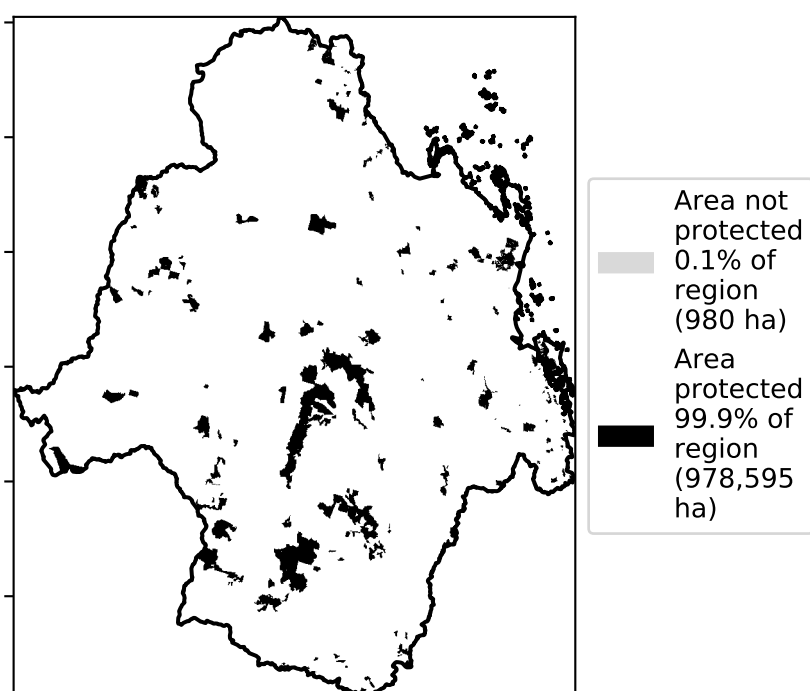 Area not
protected
0.1% of
region
(980 ha)
Area
protected
99.9% of
region
(978,595
ha)